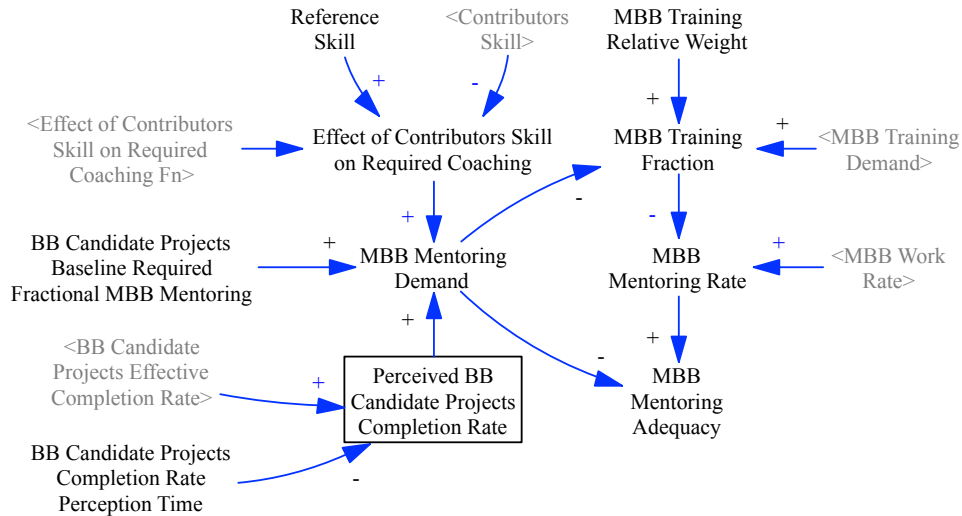 Reference
Skill
<Contributors
Skill>
MBB Training
Relative Weight
+
-
+
<Effect of Contributors
Skill on Required
Coaching Fn>
Effect of Contributors Skill
on Required Coaching
MBB Training
Fraction
+
<MBB Training
Demand>
+
-
-
BB Candidate Projects
Baseline Required
Fractional MBB Mentoring
+
MBB Mentoring
Demand
MBB
Mentoring Rate
+
<MBB Work
Rate>
+
+
<BB Candidate
Projects Effective
Completion Rate>
+
Perceived BB
Candidate Projects
Completion Rate
-
MBB
Mentoring
Adequacy
BB Candidate Projects
Completion Rate
Perception Time
-